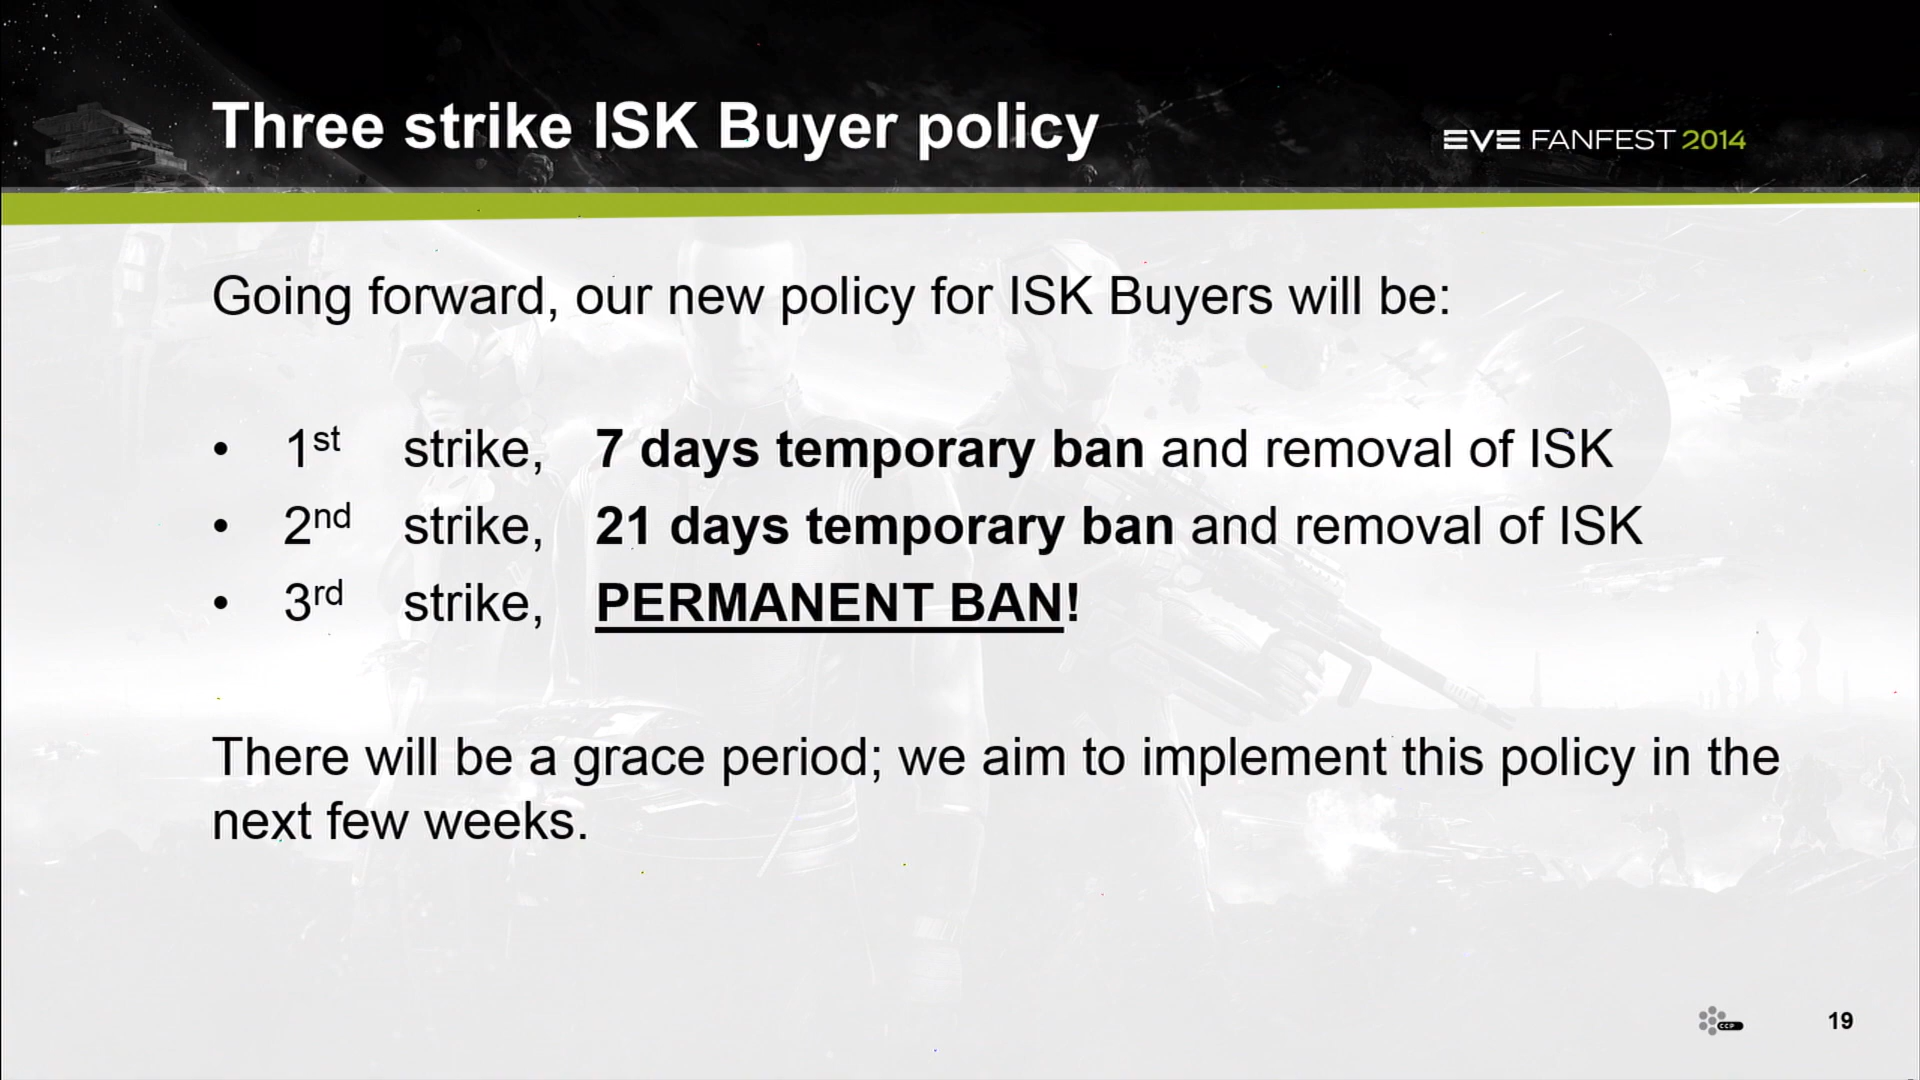 Three strike ISK Buyer policy
EVE FANFEST 2014
Going forward, our new policy for ISK Buyers will be:
• 1st strike, 7 days temporary ban and removal of ISK
• 2nd strike, 21 days temporary ban and removal of ISK
• 3rd strike, PERMANENT BAN!
There will be a grace period; we aim to implement this policy in the
next few weeks.
CCP
19